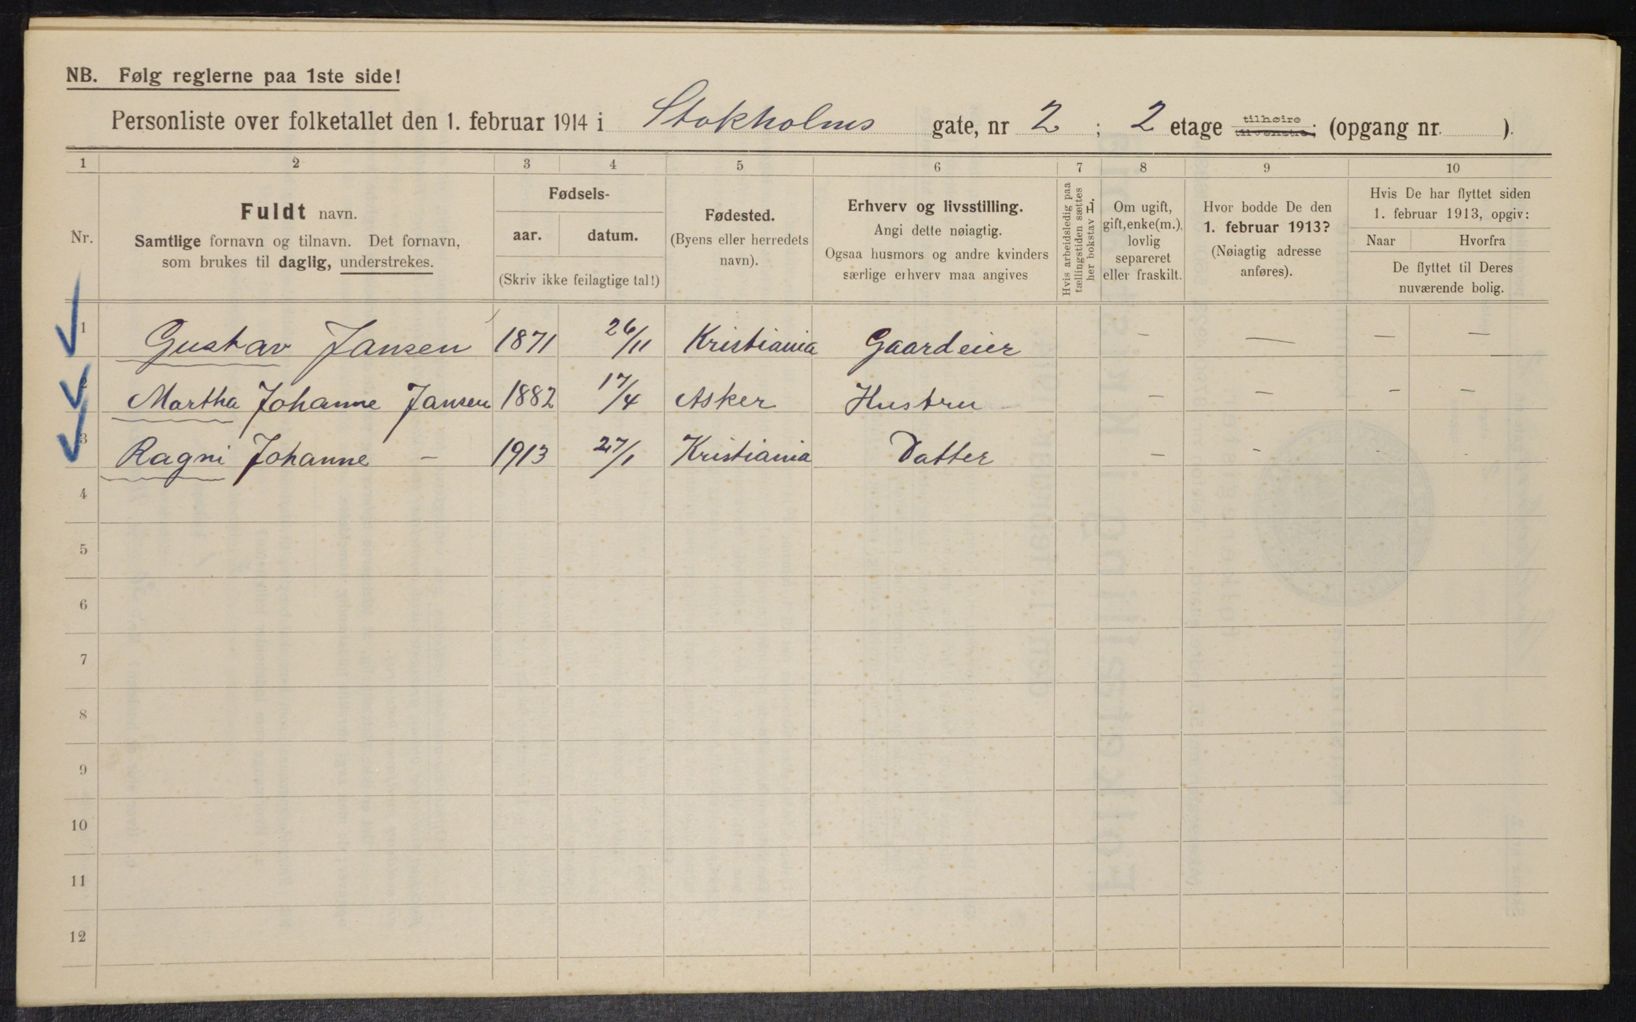 NB. Følg reglerne paa 1ste side!
Personliste over folketallet den 1. februar 1914 i Stokholms gate, nr 2 ; 2 etage tilhøire tilvenstre; (opgang nr. ).
1 2 3 4 5 6 7 8 9 10
Nr.
Fuldt navn.
Samtlige fornavn og tilnavn. Det fornavn,
som brukes til daglig, understrekes.
Fødsels-
aar. datum.
(Skriv ikke feilagtige tal!)
Fødested.
(Byens eller herredets
navn).
Erhverv og livsstilling.
Angi dette nøiagtig.
Ogsaa husmors og andre kvinders
særlige erhverv maa angives
Hvis arbeidsledig paa
tællingstiden sættes
her bokstav L.
Om ugift,
gift, enke(m.),
lovlig
separeret
eller fraskilt.
Hvor bodde De den
1. februar 1913?
(Nøiagtig adresse
anføres).
Hvis De har flyttet siden
1. februar 1913, opgiv:
Naar Hvorfra
De flyttet til Deres
nuværende bolig.
1 Gustav Jansen 1871 26/11 Kristiania Gaardeier — — — —
2 Martha Johanne Jansen 1882 17/4 Asker Hustru — — — —
3 Ragni Johanne — 1913 27/1 Kristiania Datter — - - -
4
5
6
7
8
9
10
11
12